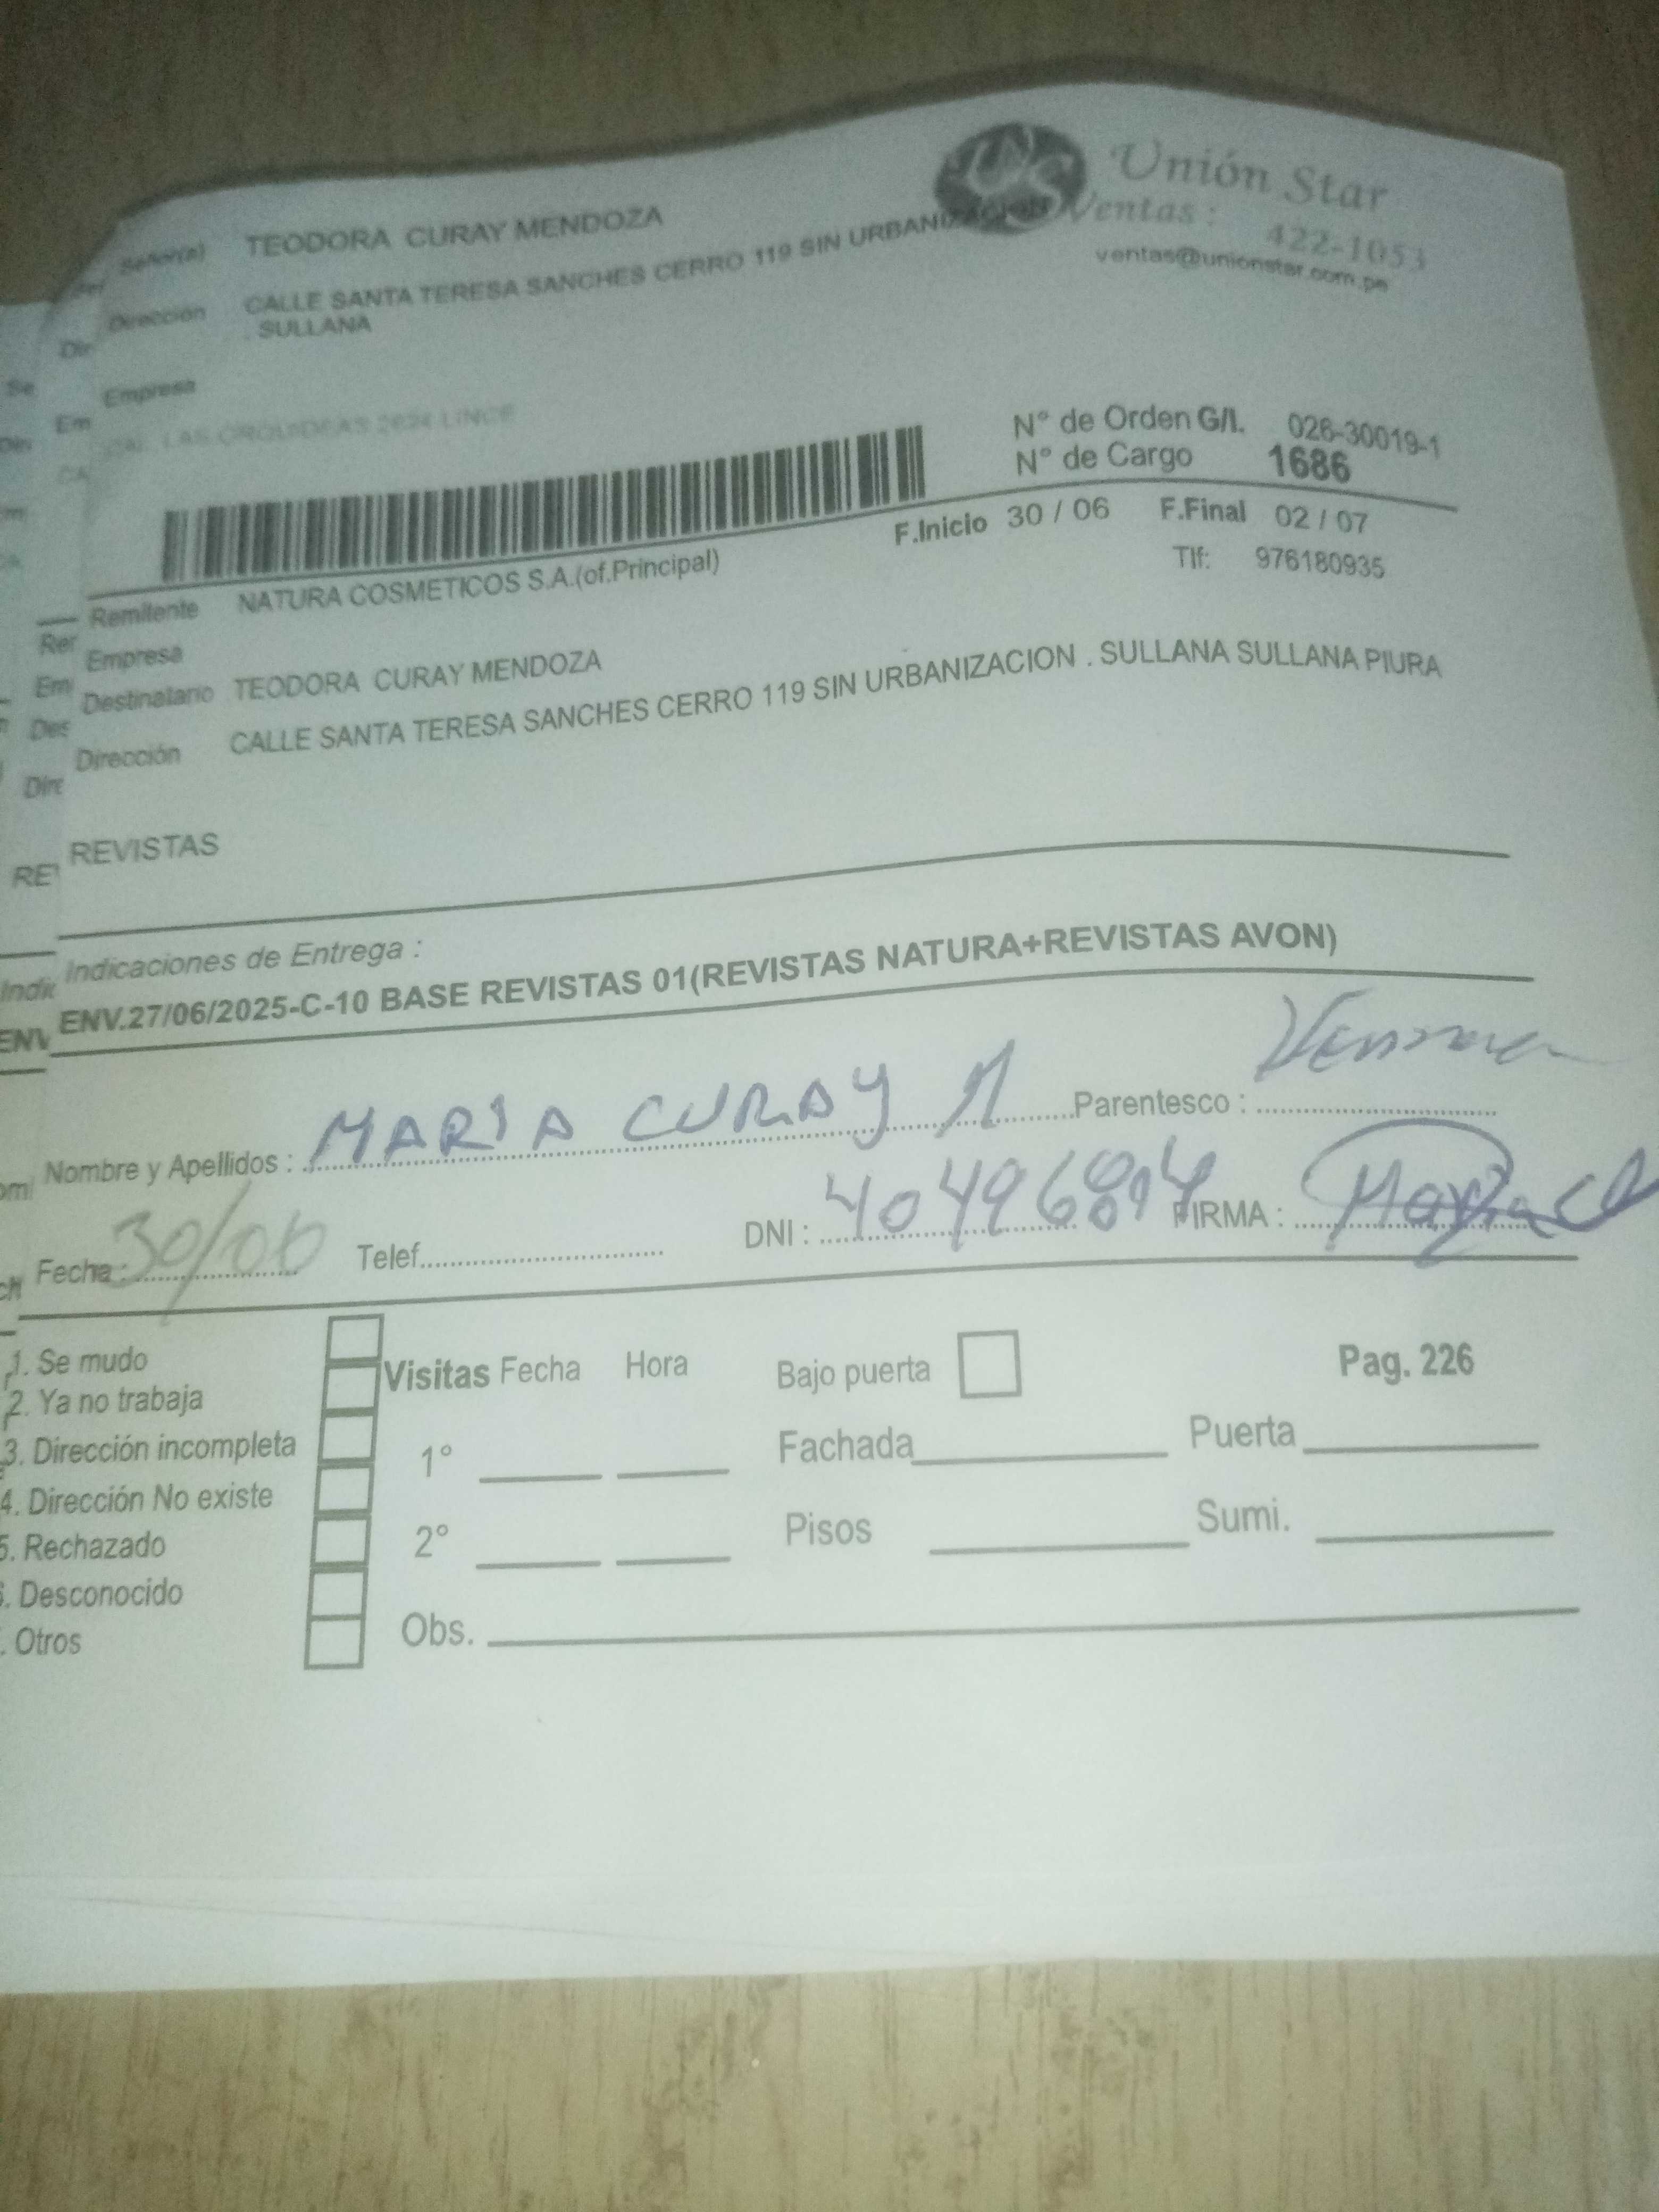 Unión Star
Ventas : 422-1053
ventas@unionstar.com.pe
Señor(a) TEODORA CURAY MENDOZA
Dirección CALLE SANTA TERESA SANCHES CERRO 119 SIN URBANIZACION
. SULLANA
Empresa
CAL. LAS ORQUIDEAS 2624 LINCE
N° de Orden G/I. 026-30019-1
N° de Cargo 1686
F.Inicio 30 / 06 F.Final 02 / 07
Tlf: 976180935
Remitente NATURA COSMETICOS S.A.(of.Principal)
Empresa
Destinatario TEODORA CURAY MENDOZA
Dirección CALLE SANTA TERESA SANCHES CERRO 119 SIN URBANIZACION . SULLANA SULLANA PIURA
REVISTAS
Indicaciones de Entrega :
ENV.27/06/2025-C-10 BASE REVISTAS 01(REVISTAS NATURA+REVISTAS AVON)
Nombre y Apellidos : MARIA CURAY M Parentesco :
Fecha : 30/06 Telef. DNI : FIRMA :
1. Se mudo
2. Ya no trabaja
3. Dirección incompleta
4. Dirección No existe
5. Rechazado
. Desconocido
. Otros
Visitas Fecha Hora Bajo puerta Pag. 226
1° Fachada Puerta
2° Pisos Sumi.
Obs.